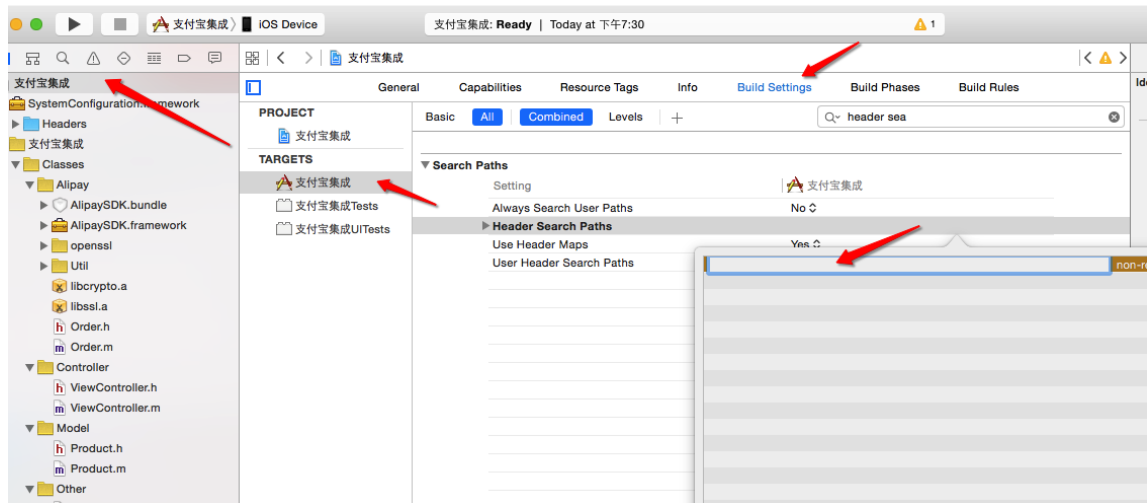 支付宝集成 〉 iOS Device
支付宝集成: Ready | Today at 下午7:30
1
支付宝集成
支付宝集成
SystemConfiguration.framework
Headers
支付宝集成
Classes
Alipay
AlipaySDK.bundle
AlipaySDK.framework
openssl
Util
libcrypto.a
libssl.a
h Order.h
m Order.m
Controller
h ViewController.h
m ViewController.m
Model
h Product.h
m Product.m
Other
General Capabilities Resource Tags Info Build Settings Build Phases Build Rules
PROJECT
支付宝集成
TARGETS
支付宝集成
支付宝集成Tests
支付宝集成UITests
Basic All Combined Levels +
header sea
Search Paths
Setting 支付宝集成
Always Search User Paths No
Header Search Paths
Use Header Maps Yes
User Header Search Paths